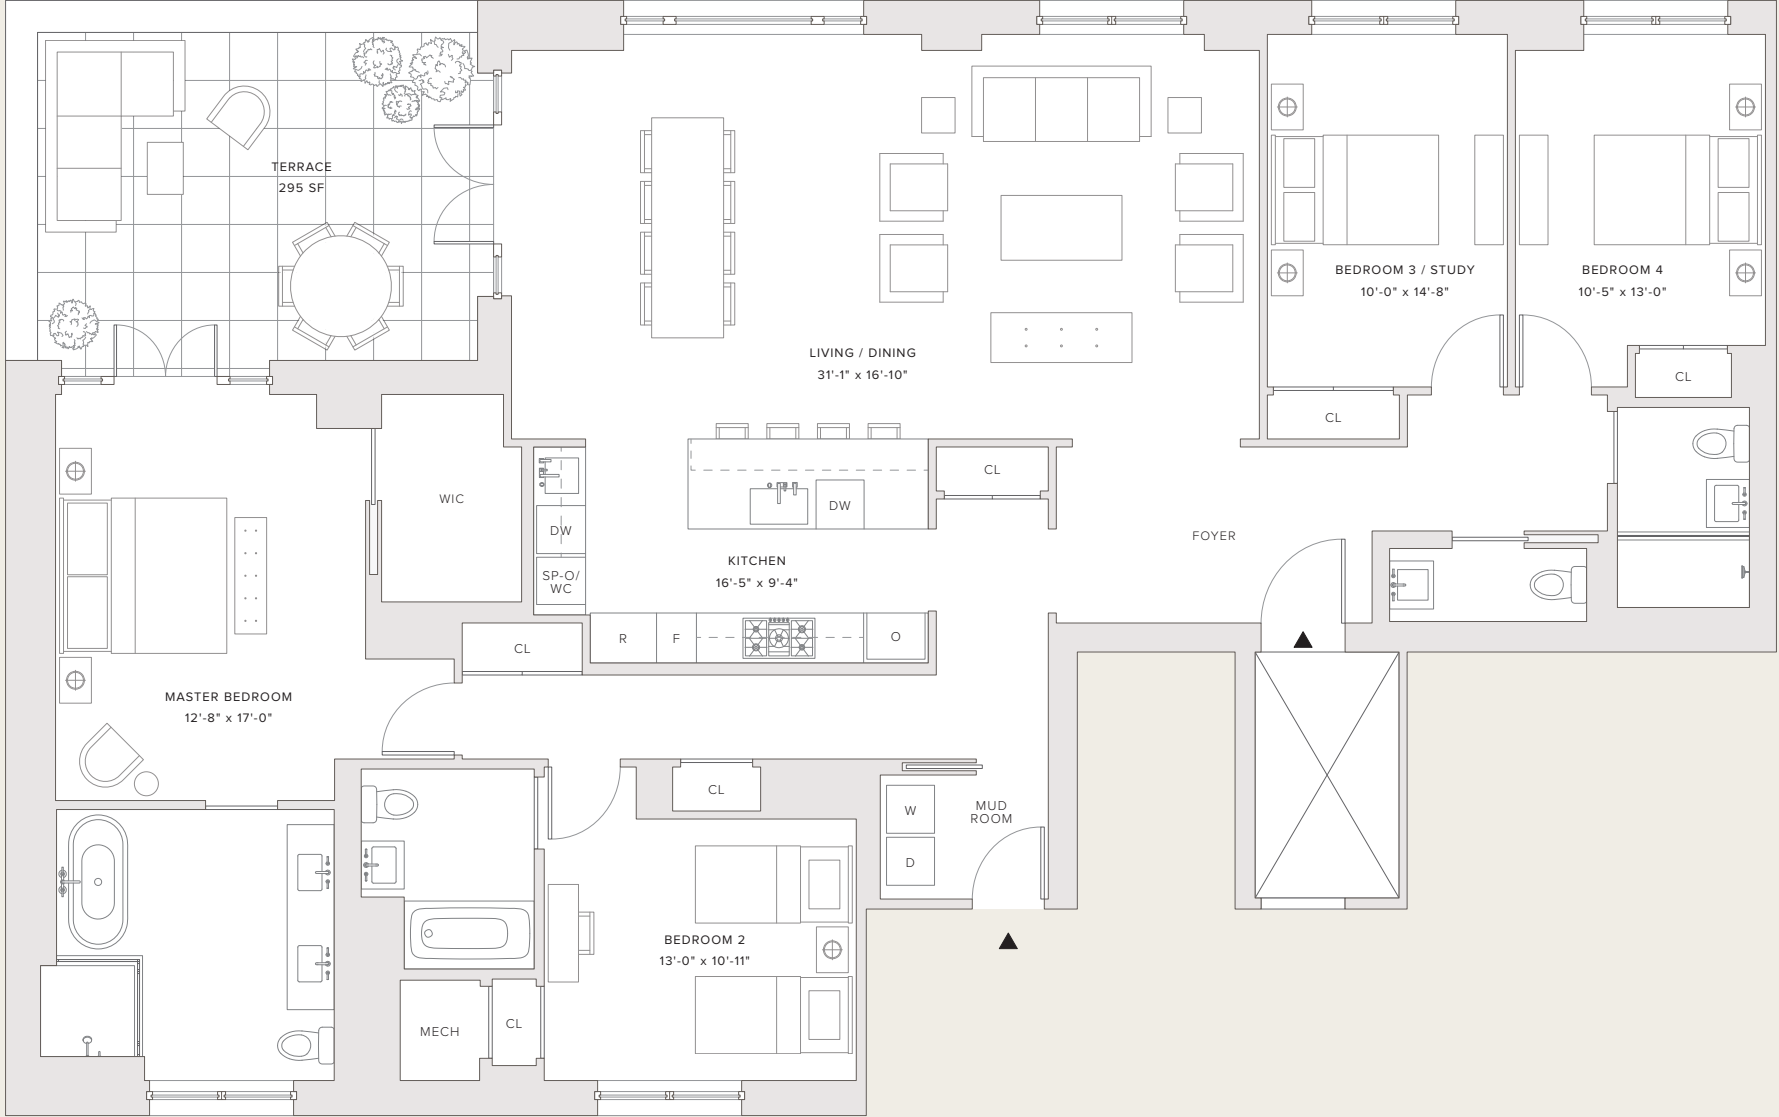 TERRACE
295 SF
BEDROOM 3 / STUDY
10'-0" x 14'-8"
BEDROOM 4
10'-5" x 13'-0"
LIVING / DINING
31'-1" x 16'-10"
CL
CL
CL
WIC
DW
DW
SP-O/
WC
KITCHEN
16'-5" x 9'-4"
FOYER
R
F
O
CL
MASTER BEDROOM
12'-8" x 17'-0"
CL
W
D
MUD
ROOM
BEDROOM 2
13'-0" x 10'-11"
MECH
CL